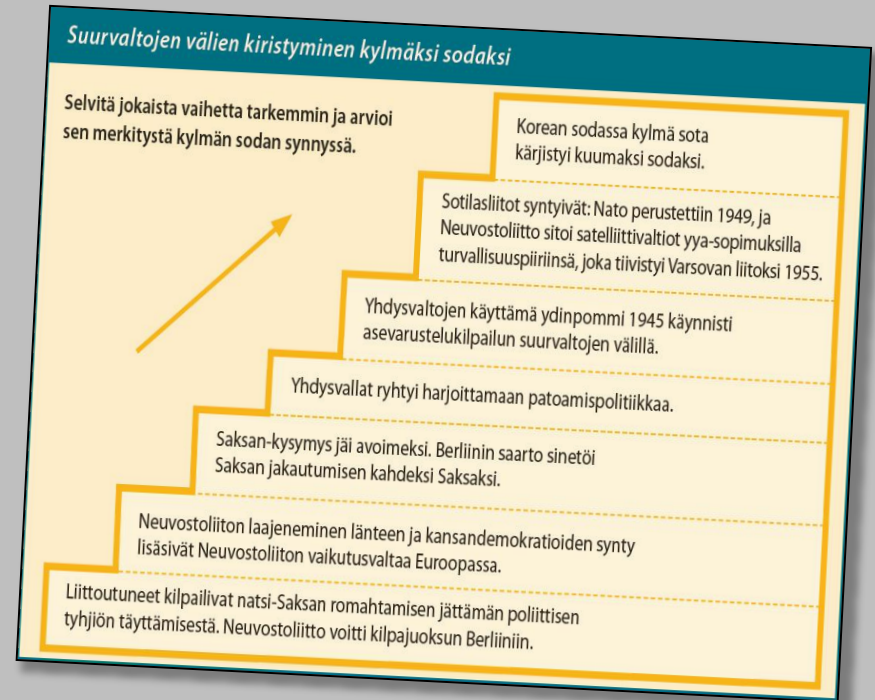 Suurvaltojen välien kiristyminen kylmäksi sodaksi
Selvitä jokaista vaihetta tarkemmin ja arvioi
sen merkitystä kylmän sodan synnyssä.
Korean sodassa kylmä sota
kärjistyi kuumaksi sodaksi.
Sotilasliitot syntyivät: Nato perustettiin 1949, ja
Neuvostoliitto sitoi satelliittivaltiot yya-sopimuksilla
turvallisuuspiiriinsä, joka tiivistyi Varsovan liitoksi 1955.
Yhdysvaltojen käyttämä ydinpommi 1945 käynnisti
asevarustelukilpailun suurvaltojen välillä.
Yhdysvallat ryhtyi harjoittamaan patoamispolitiikkaa.
Saksan-kysymys jäi avoimeksi. Berliinin saarto sinetöi
Saksan jakautumisen kahdeksi Saksaksi.
Neuvostoliiton laajeneminen länteen ja kansandemokratioiden synty
lisäsivät Neuvostoliiton vaikutusvaltaa Euroopassa.
Liittoutuneet kilpailivat natsi-Saksan romahtamisen jättämän poliittisen
tyhjiön täyttämisestä. Neuvostoliitto voitti kilpajuoksun Berliiniin.